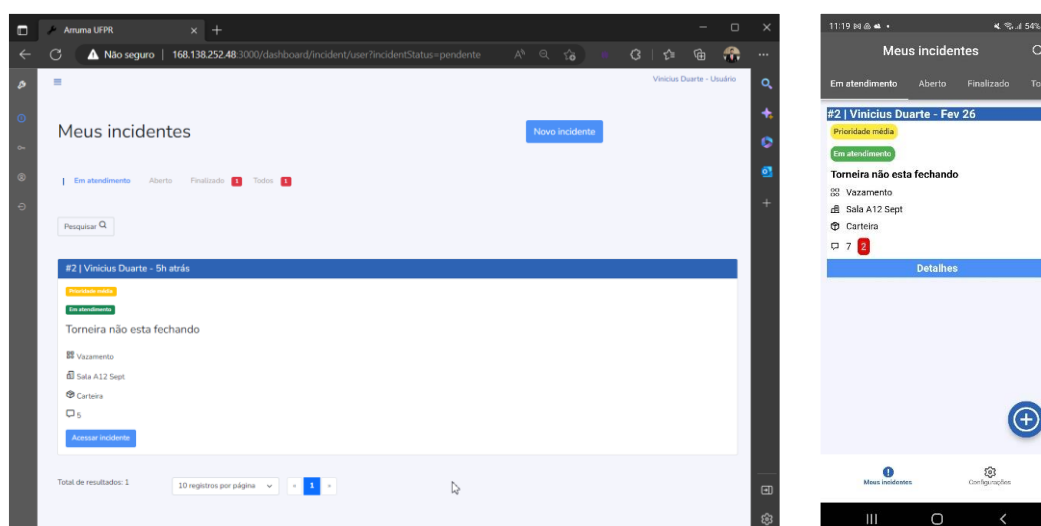 Arruma UFPR
Não seguro | 168.138.252.48:3000/dashboard/incident/user?incidentStatus=pendente
Vinicius Duarte - Usuário
Meus incidentes
Novo incidente
Em atendimento Aberto Finalizado 1 Todos 1
Pesquisar
#2 | Vinicius Duarte - 5h atrás
Prioridade média
Em atendimento
Torneira não esta fechando
Vazamento
Sala A12 Sept
Carteira
5
Acessar incidente
Total de resultados: 1
10 registros por página
« 1 »
11:19 54%
Meus incidentes
Em atendimento Aberto Finalizado To
#2 | Vinicius Duarte - Fev 26
Prioridade média
Em atendimento
Torneira não esta fechando
Vazamento
Sala A12 Sept
Carteira
7 2
Detalhes
Meus incidentes
Configurações